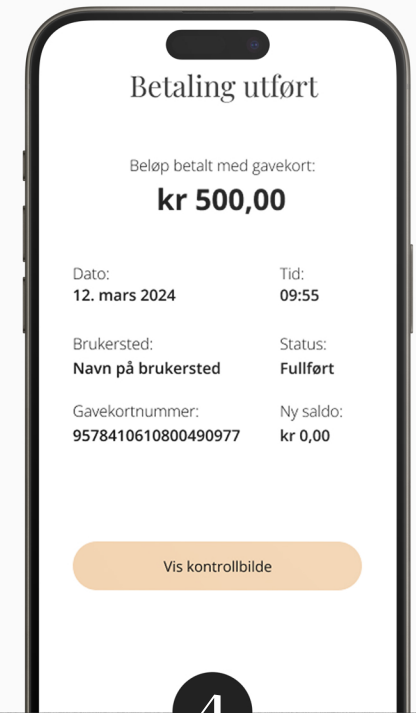 Betaling utført
Beløp betalt med gavekort:
kr 500,00
Dato:
12. mars 2024
Tid:
09:55
Brukersted:
Navn på brukersted
Status:
Fullført
Gavekortnummer:
9578410610800490977
Ny saldo:
kr 0,00
Vis kontrollbilde
4